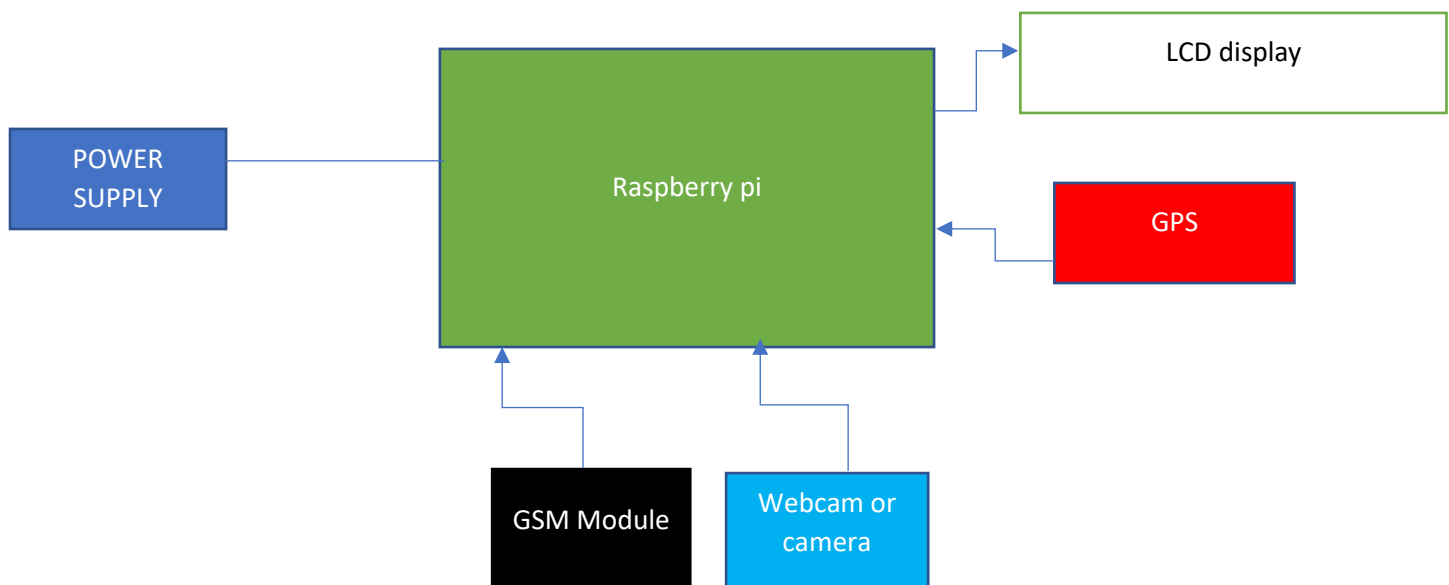 LCD display
POWER
SUPPLY
Raspberry pi
GPS
GSM Module
Webcam or
camera